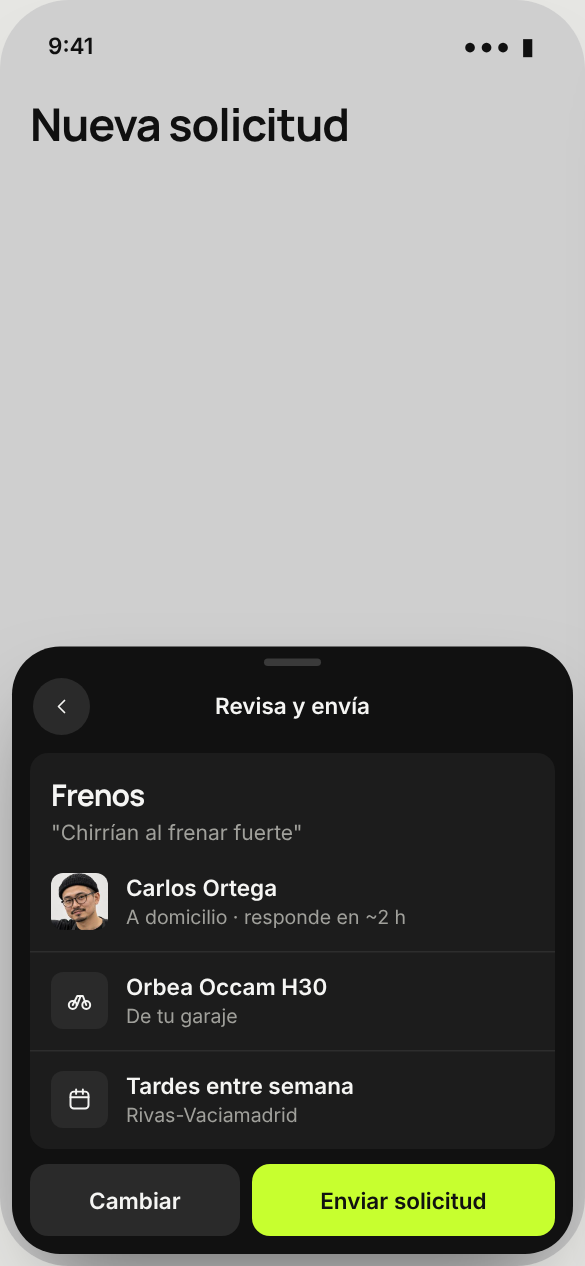 9:41
Nueva solicitud
Revisa y envía
Frenos
"Chirrían al frenar fuerte"
Carlos Ortega
A domicilio · responde en ~2 h
Orbea Occam H30
De tu garaje
Tardes entre semana
Rivas-Vaciamadrid
Cambiar
Enviar solicitud